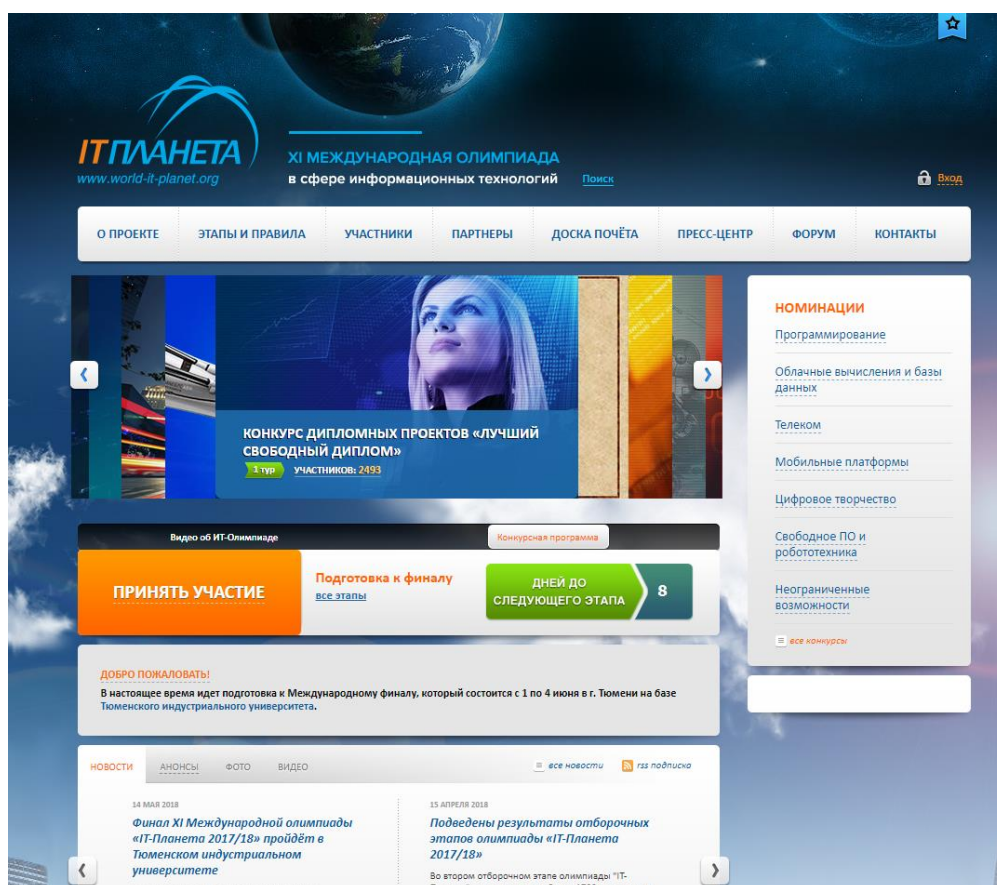 ITПЛАНЕТА
www.world-it-planet.org
XI МЕЖДУНАРОДНАЯ ОЛИМПИАДА
в сфере информационных технологий
Поиск
Вход
О ПРОЕКТЕ ЭТАПЫ И ПРАВИЛА УЧАСТНИКИ ПАРТНЕРЫ ДОСКА ПОЧЁТА ПРЕСС-ЦЕНТР ФОРУМ КОНТАКТЫ
КОНКУРС ДИПЛОМНЫХ ПРОЕКТОВ «ЛУЧШИЙ
СВОБОДНЫЙ ДИПЛОМ»
1 тур УЧАСТНИКОВ: 2493
НОМИНАЦИИ
Программирование
Облачные вычисления и базы
данных
Телеком
Мобильные платформы
Цифровое творчество
Свободное ПО и
робототехника
Неограниченные
возможности
все конкурсы
Видео об ИТ-Олимпиаде
Конкурсная программа
ПРИНЯТЬ УЧАСТИЕ
Подготовка к финалу
все этапы
ДНЕЙ ДО
СЛЕДУЮЩЕГО ЭТАПА
8
ДОБРО ПОЖАЛОВАТЬ!
В настоящее время идет подготовка к Международному финалу, который состоится с 1 по 4 июня в г. Тюмени на базе
Тюменского индустриального университета.
НОВОСТИ АНОНСЫ ФОТО ВИДЕО
все новости rss подписка
14 МАЯ 2018
Финал XI Международной олимпиады
«IT-Планета 2017/18» пройдёт в
Тюменском индустриальном
университете
15 АПРЕЛЯ 2018
Подведены результаты отборочных
этапов олимпиады «IT-Планета
2017/18»
Во втором отборочном этапе олимпиады "IT-